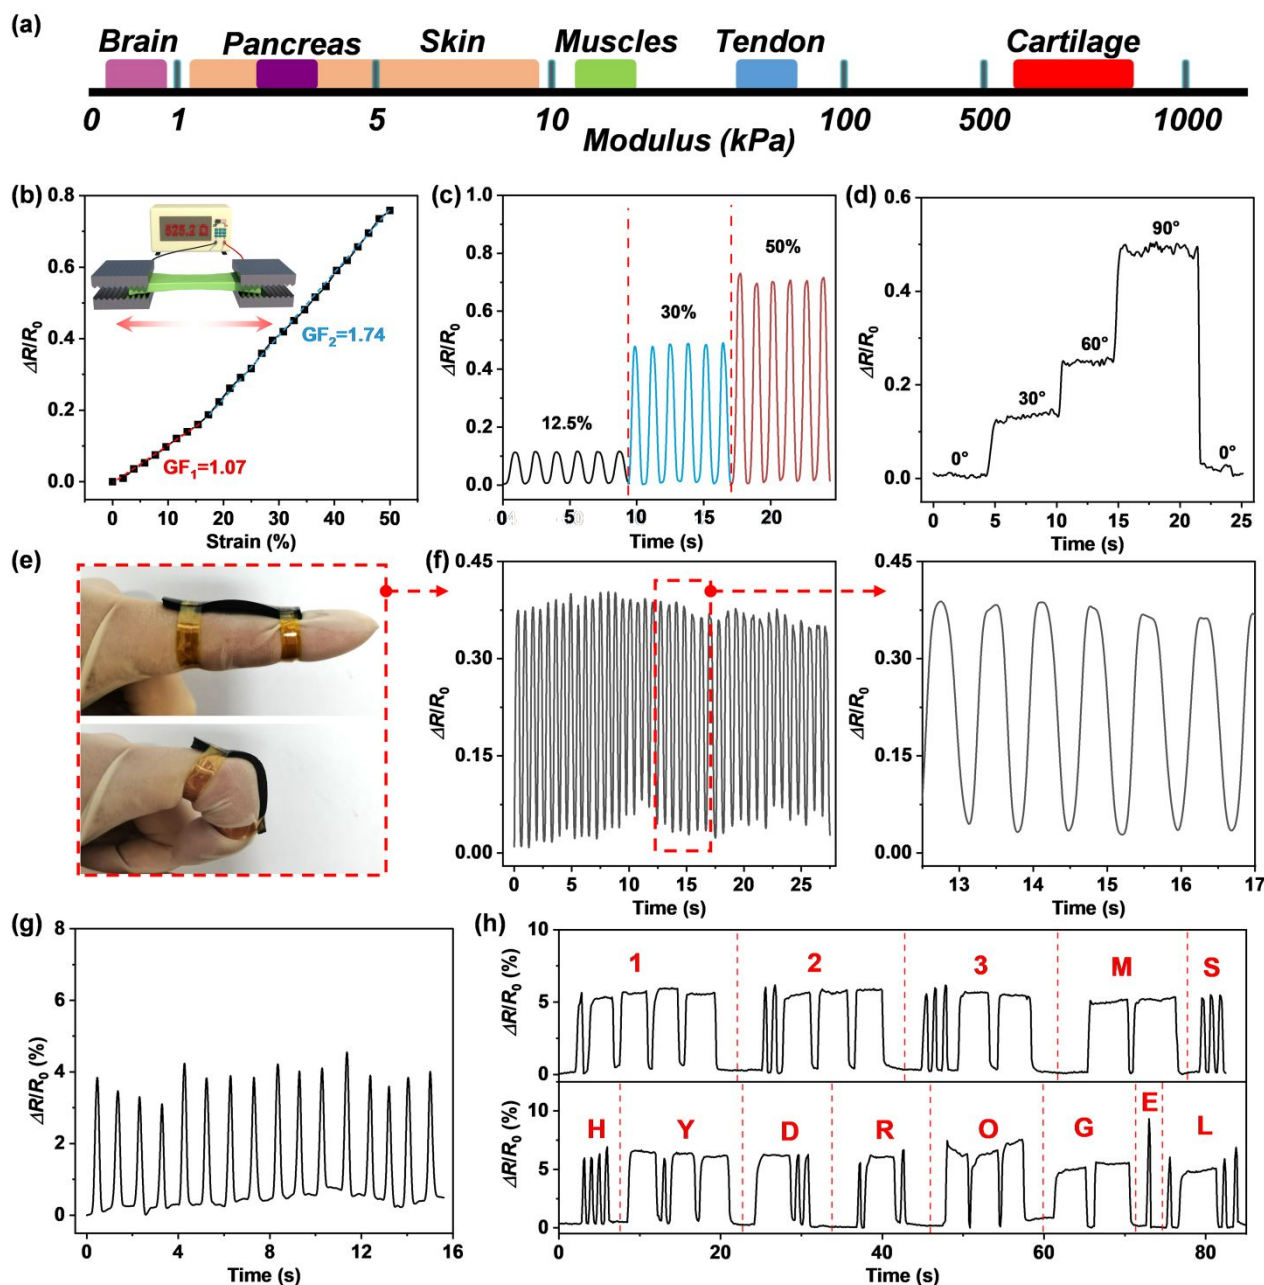 (a)
Brain Pancreas Skin Muscles Tendon Cartilage
0 1 5 10 100 500 1000
Modulus (kPa)
(b)
ΔR/R0
0.8
0.6
0.4
0.2
0.0
525.2 Ω
GF2=1.74
GF1=1.07
0 10 20 30 40 50
Strain (%)
(c)
ΔR/R0
1.0
0.8
0.6
0.4
0.2
0.0
12.5%
30%
50%
0 5 10 15 20
Time (s)
(d)
ΔR/R0
0.6
0.4
0.2
0.0
0°
30°
60°
90°
0°
0 5 10 15 20 25
Time (s)
(e)
(f)
ΔR/R0
0.45
0.30
0.15
0.00
0 5 10 15 20 25
Time (s)
ΔR/R0
0.45
0.30
0.15
0.00
13 14 15 16 17
Time (s)
(g)
ΔR/R0 (%)
8
6
4
2
0
0 4 8 12 16
Time (s)
(h)
ΔR/R0 (%)
10
5
0
1 2 3 M S
ΔR/R0 (%)
10
5
0
H Y D R O G E L
0 20 40 60 80
Time (s)